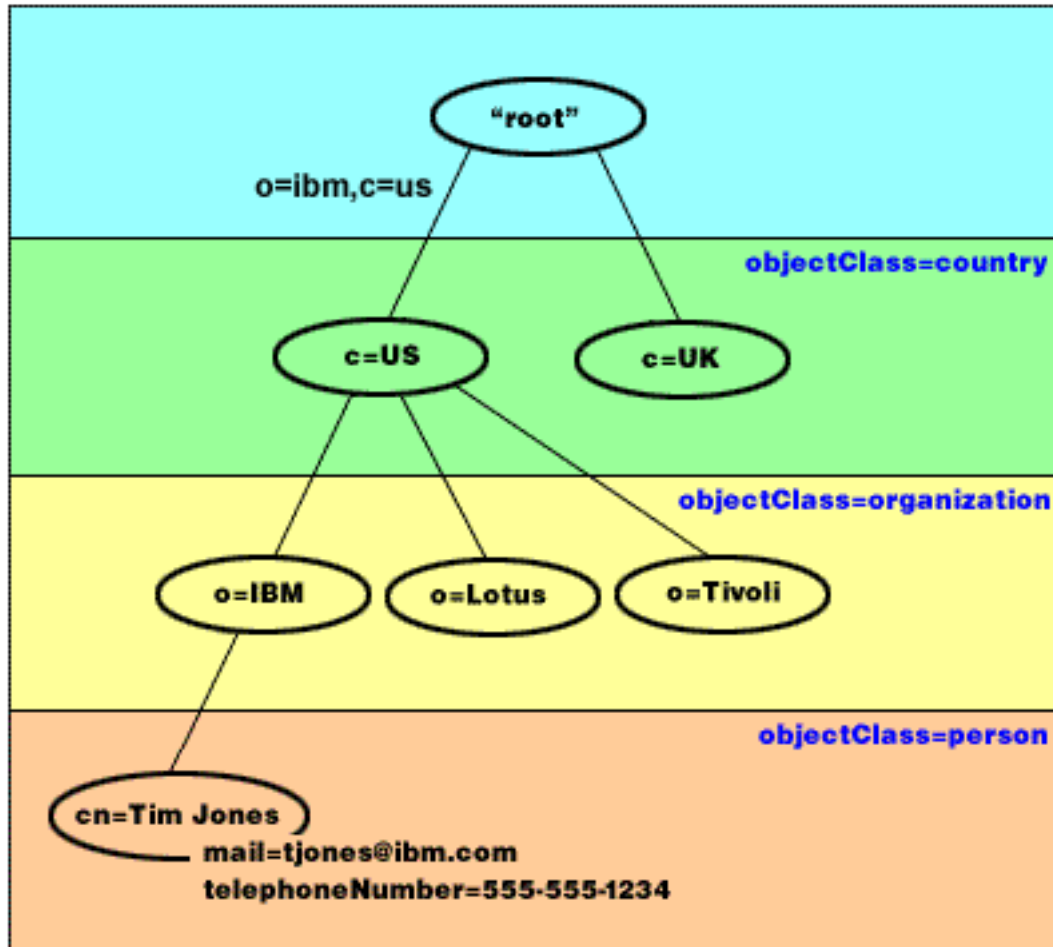 “root”
o=ibm,c=us
objectClass=country
c=US
c=UK
objectClass=organization
o=IBM
o=Lotus
o=Tivoli
objectClass=person
cn=Tim Jones
mail=tjones@ibm.com
telephoneNumber=555-555-1234